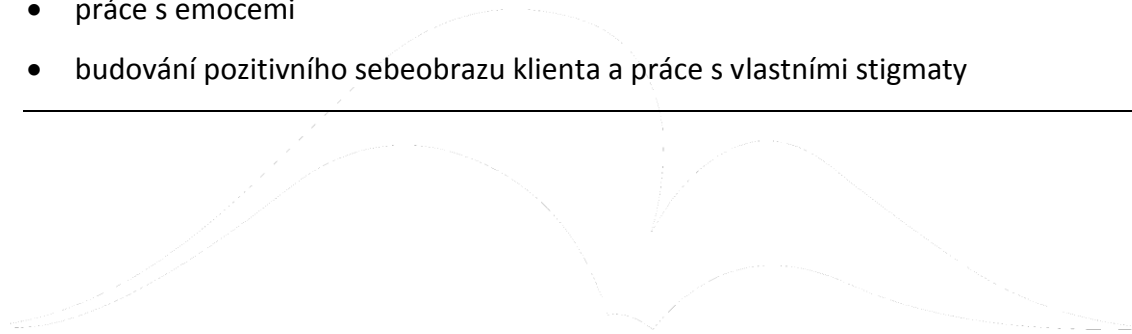 • práce s emocemi
• budování pozitivního sebeobrazu klienta a práce s vlastními stigmaty